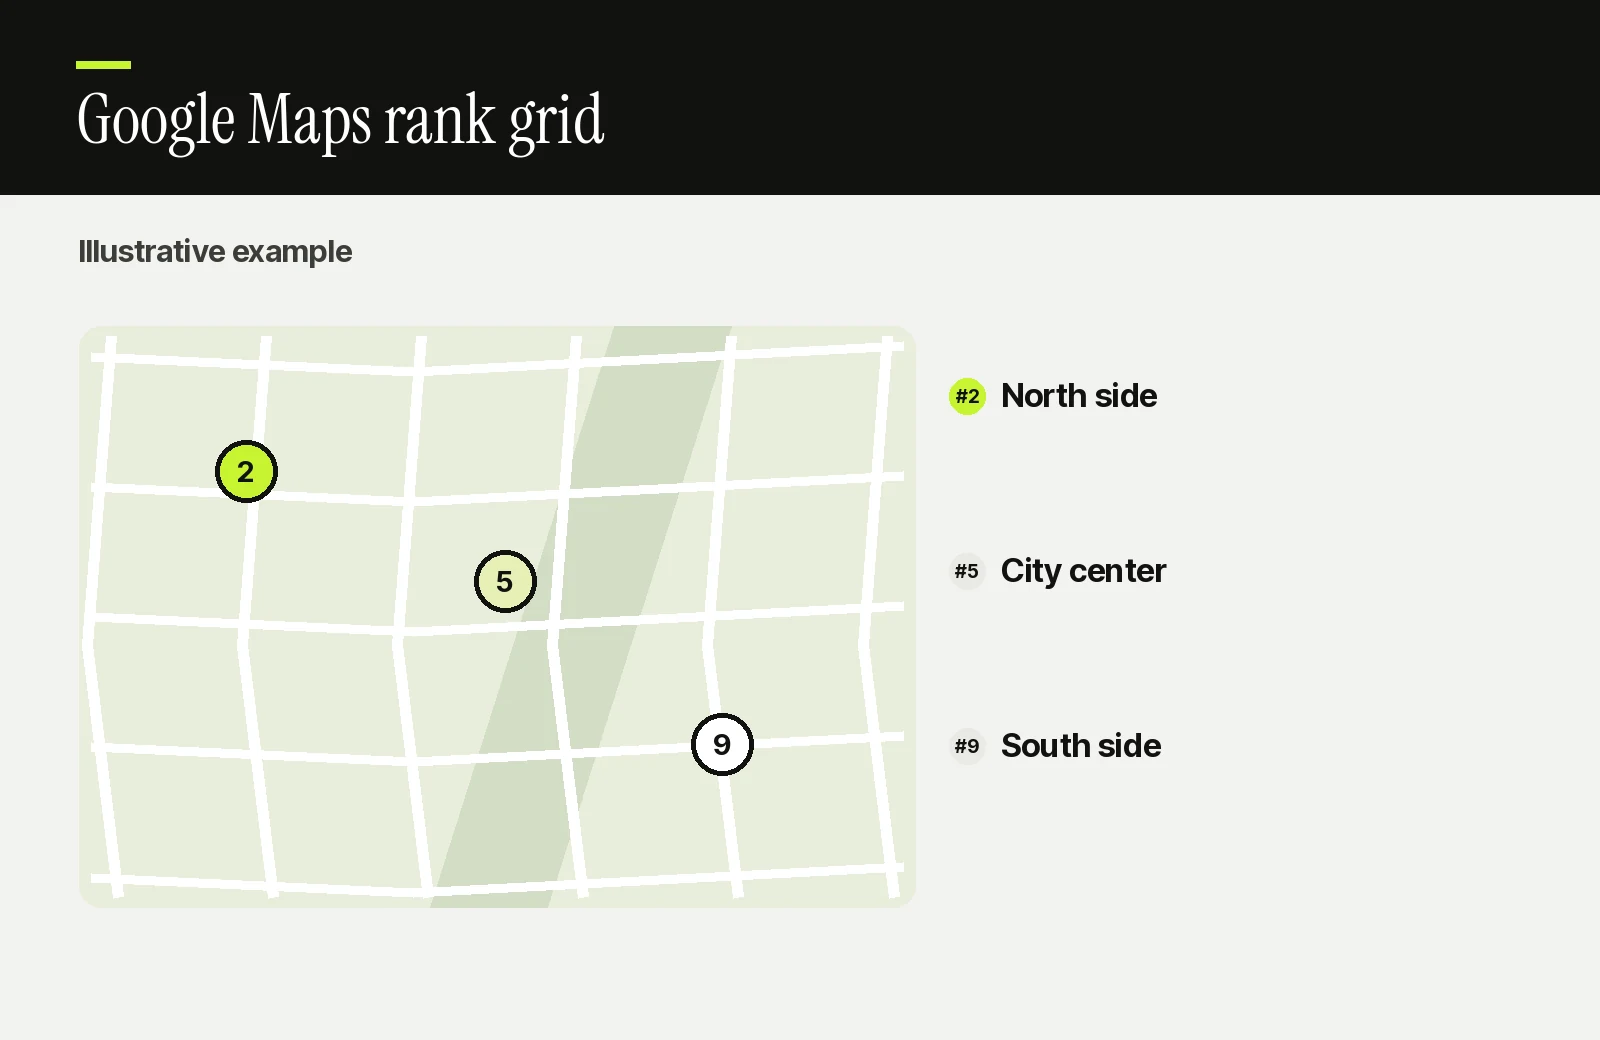 Google Maps rank grid
Illustrative example
2
5
9
#2 North side
#5 City center
#9 South side